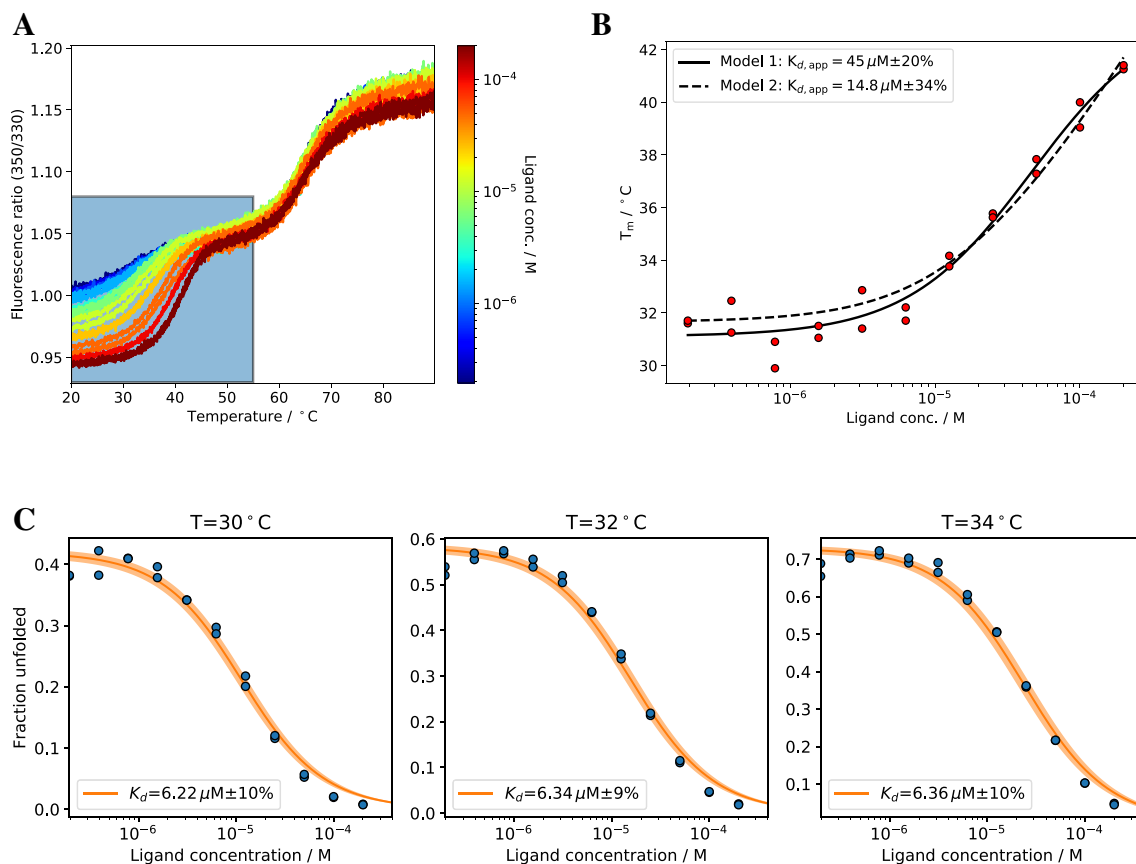 A
1.20
1.15
1.10
1.05
1.00
0.95
Fluorescence ratio (350/330)
20 30 40 50 60 70 80
Temperature / °C
10⁻⁴
10⁻⁵
10⁻⁶
Ligand conc. / M
B
42
40
38
36
34
32
30
T_m / °C
Model 1: K_{d,app} = 45 μM±20%
Model 2: K_{d,app} = 14.8 μM±34%
10⁻⁶ 10⁻⁵ 10⁻⁴
Ligand conc. / M
C
T=30°C
0.4
0.3
0.2
0.1
0.0
Fraction unfolded
K_d=6.22 μM±10%
10⁻⁶ 10⁻⁵ 10⁻⁴
Ligand concentration / M
T=32°C
0.6
0.5
0.4
0.3
0.2
0.1
0.0
K_d=6.34 μM±9%
10⁻⁶ 10⁻⁵ 10⁻⁴
Ligand concentration / M
T=34°C
0.7
0.6
0.5
0.4
0.3
0.2
0.1
K_d=6.36 μM±10%
10⁻⁶ 10⁻⁵ 10⁻⁴
Ligand concentration / M